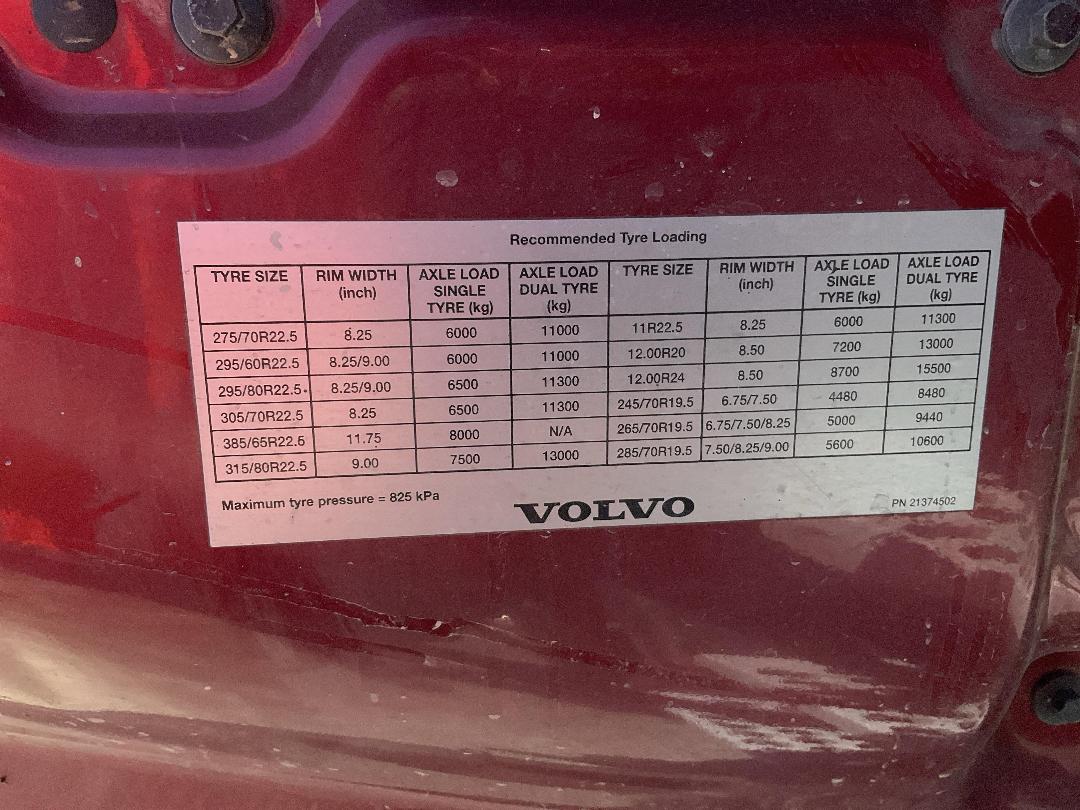 Recommended Tyre Loading
TYRE SIZE RIM WIDTH (inch) AXLE LOAD SINGLE TYRE (kg) AXLE LOAD DUAL TYRE (kg) TYRE SIZE RIM WIDTH (inch) AXLE LOAD SINGLE TYRE (kg) AXLE LOAD DUAL TYRE (kg)
275/70R22.5 8.25 6000 11000 11R22.5 8.25 6000 11300
295/60R22.5 8.25/9.00 6000 11000 12.00R20 8.50 7200 13000
295/80R22.5 8.25/9.00 6500 11300 12.00R24 8.50 8700 15500
305/70R22.5 8.25 6500 11300 245/70R19.5 6.75/7.50 4480 8480
385/65R22.5 11.75 8000 N/A 265/70R19.5 6.75/7.50/8.25 5000 9440
315/80R22.5 9.00 7500 13000 285/70R19.5 7.50/8.25/9.00 5600 10600
Maximum tyre pressure = 825 kPa
VOLVO
PN 21374502